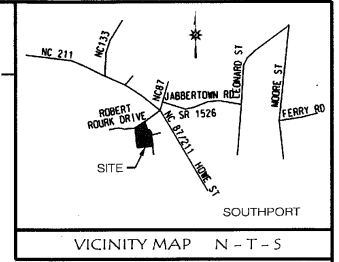 NC 211
NC133
NC87
JABBERTOWN RD
SR 1526
LEONARD ST
MOORE ST
FERRY RD
ROBERT
ROURK DRIVE
NC 87/211
HOWE ST
SITE
SOUTHPORT
VICINITY MAP N-T-S